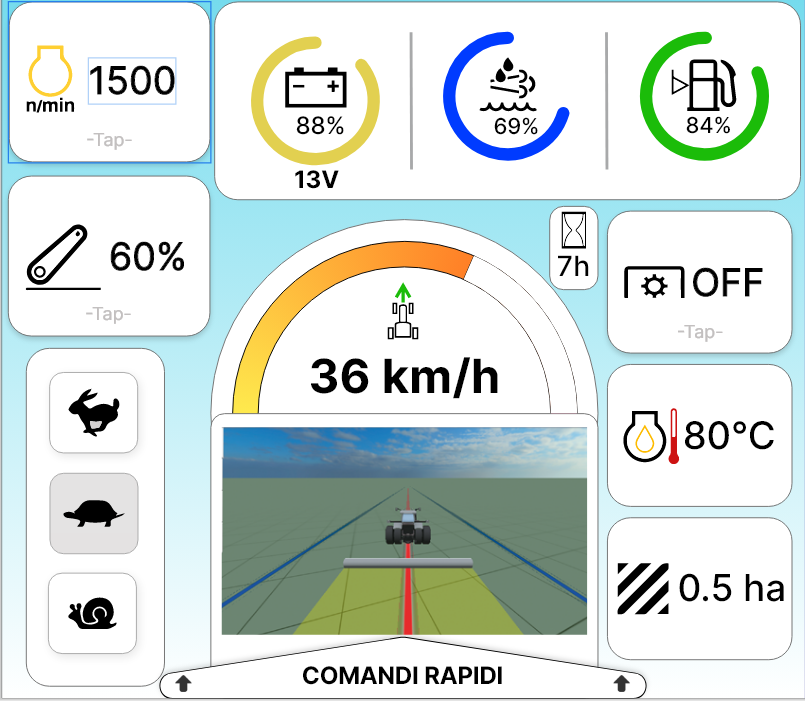 1500
n/min
-Tap-
88%
13V
69%
84%
60%
-Tap-
7h
OFF
-Tap-
36 km/h
80°C
0.5 ha
COMANDI RAPIDI